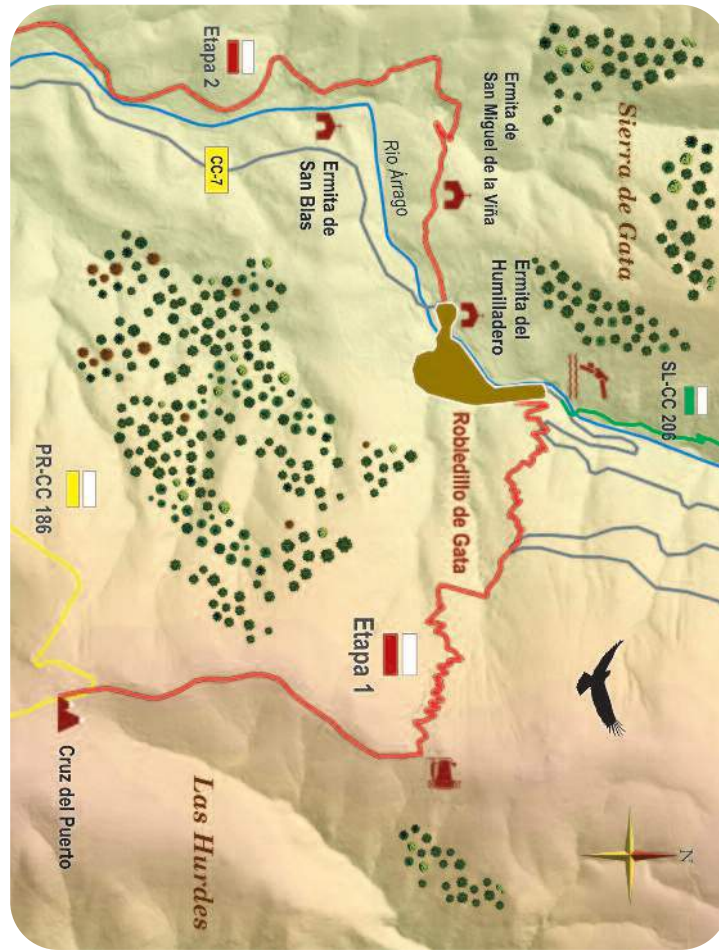 Sierra de Gata
SL-CC 206
Ermita de
San Miguel de la Viña
Ermita del
Humilladero
Etapa 2
Río Árrago
Ermita de
San Blas
CC-7
Robledillo de Gata
N
Etapa 1
PR-CC 186
Las Hurdes
Cruz del Puerto